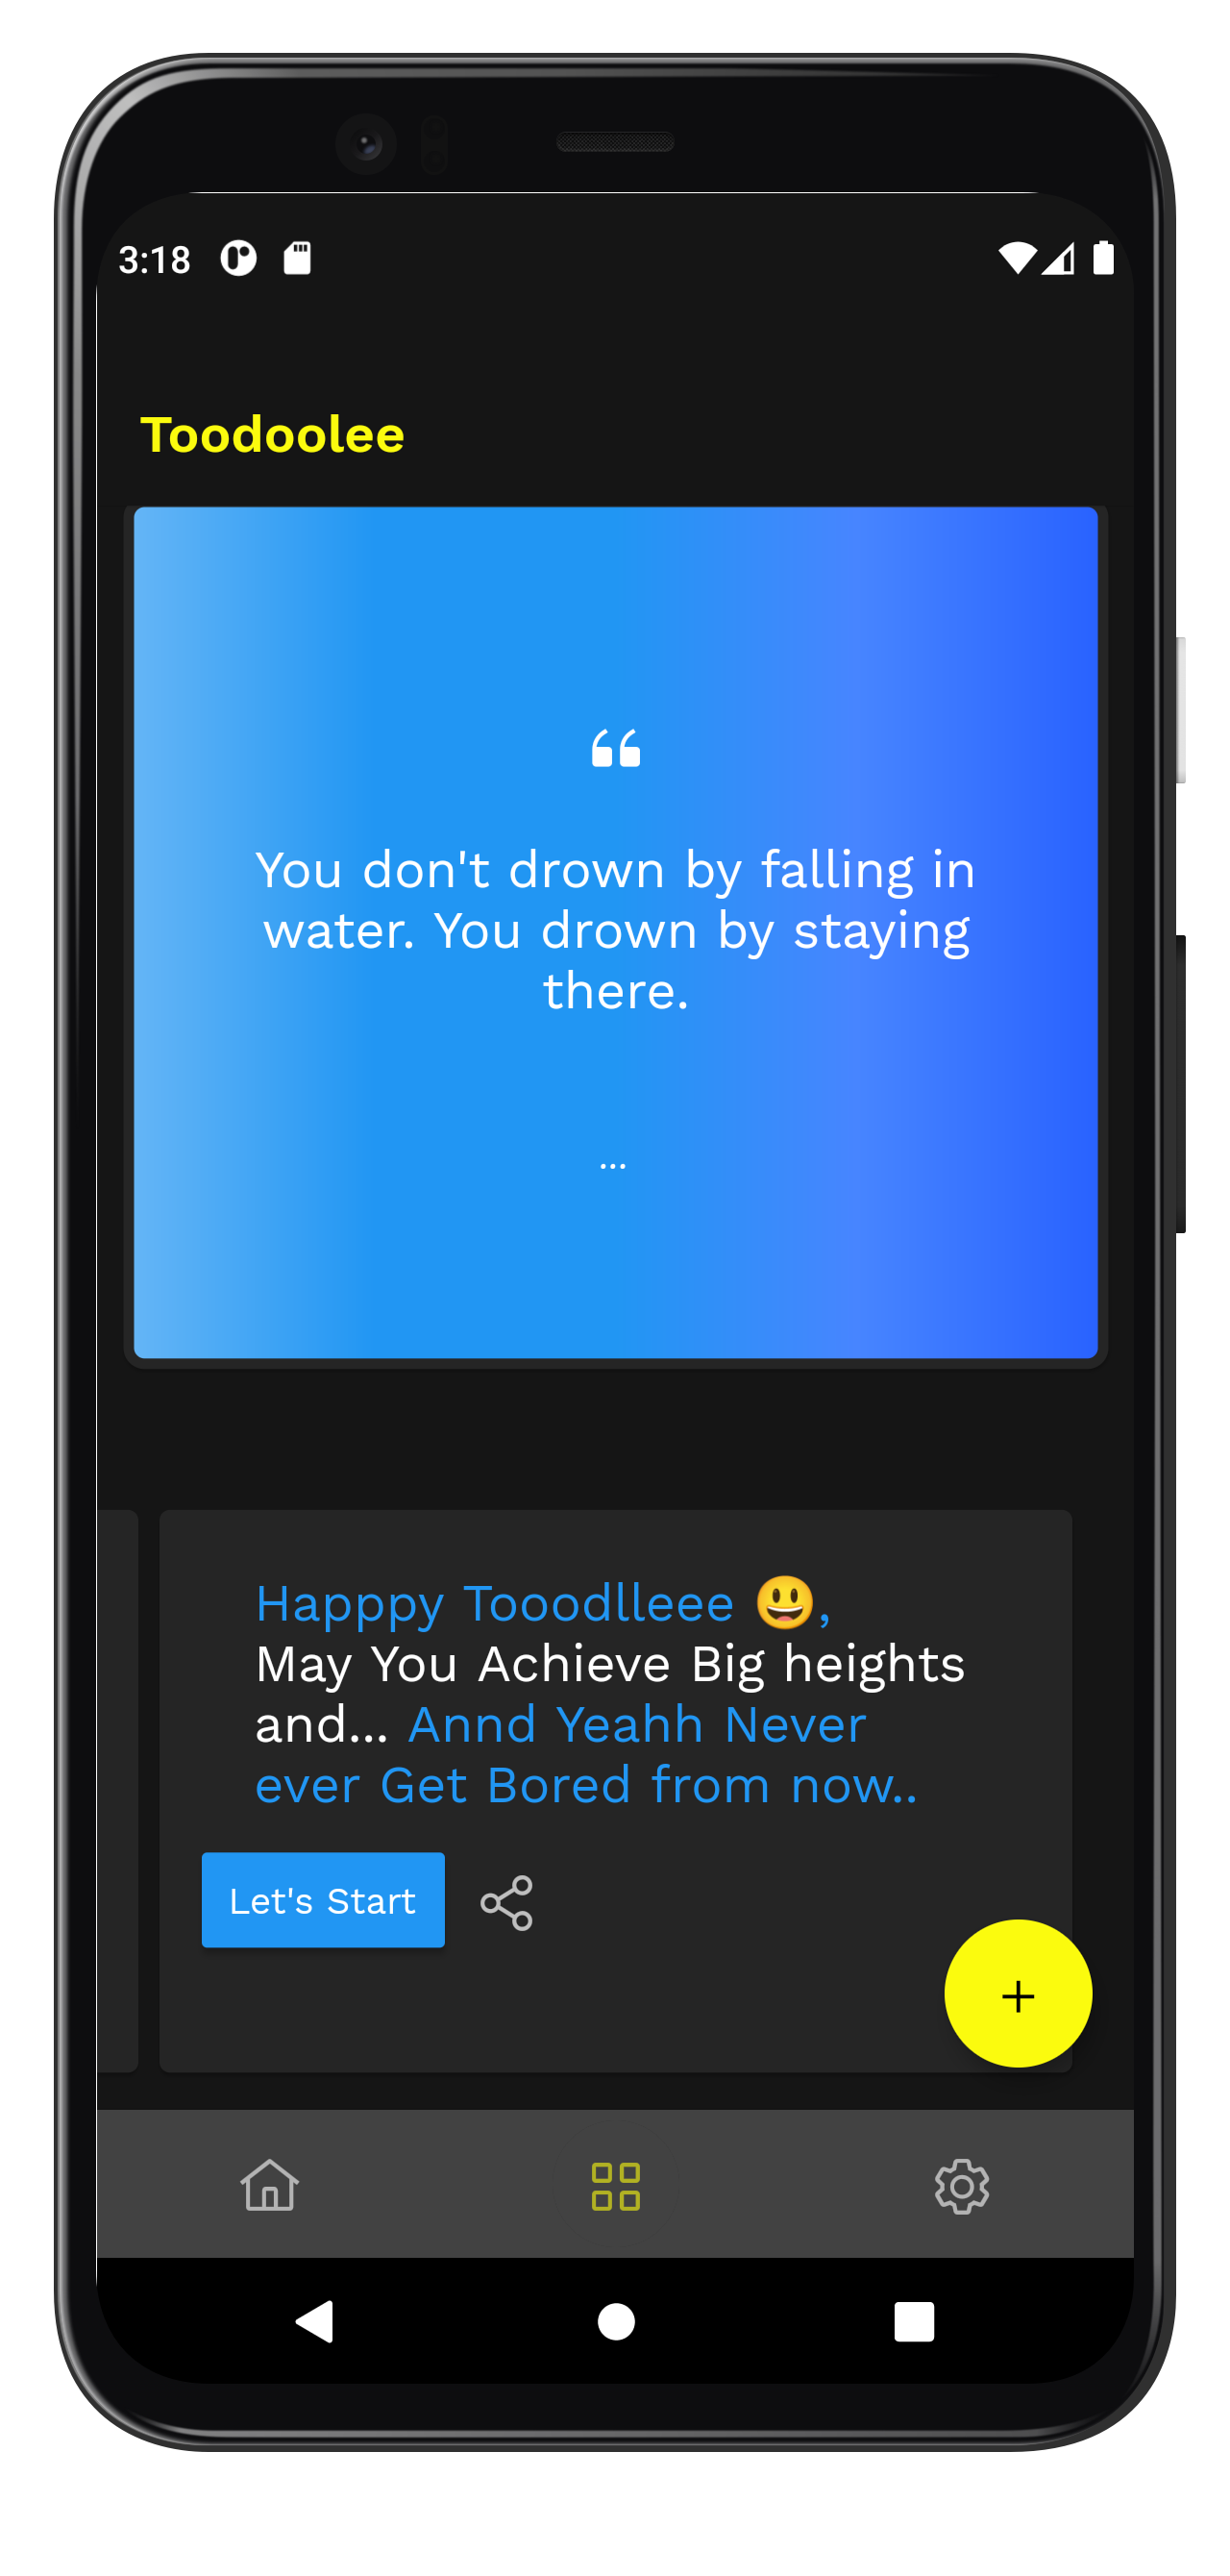 3:18
Toodoolee
“
You don't drown by falling in
water. You drown by staying
there.
...
Happpy Tooodlleee 😃,
May You Achieve Big heights
and... Annd Yeahh Never
ever Get Bored from now..
Let's Start
+